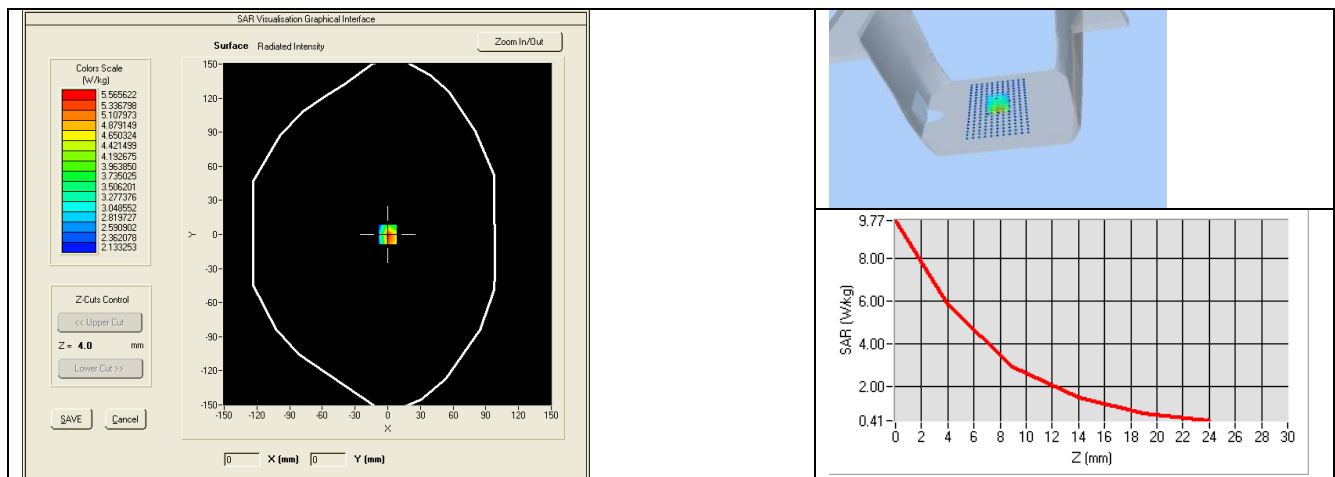 SAR Visualisation Graphical Interface
Surface Radiated Intensity
Zoom In/Out
Colors Scale
(W/kg)
5.565622
5.336798
5.107973
4.879149
4.650324
4.421499
4.192675
3.963850
3.735025
3.506201
3.277376
3.048552
2.819727
2.590902
2.362078
2.133253
Z-Cuts Control
<< Upper Cut
Z = 4.0 mm
Lower Cut >>
SAVE Cancel
150-
120-
90-
60-
30-
0-
-30-
-60-
-90-
-120-
-150-
Y
-150 -120 -90 -60 -30 0 30 60 90 120 150
X
0 X (mm) 0 Y (mm)
9.77-
8.00-
6.00-
4.00-
2.00-
0.41-
SAR (W/kg)
0 2 4 6 8 10 12 14 16 18 20 22 24 26 28 30
Z (mm)